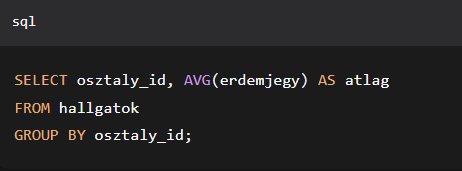 sql
SELECT osztaly_id, AVG(erdemjegy) AS atlag
FROM hallgatok
GROUP BY osztaly_id;